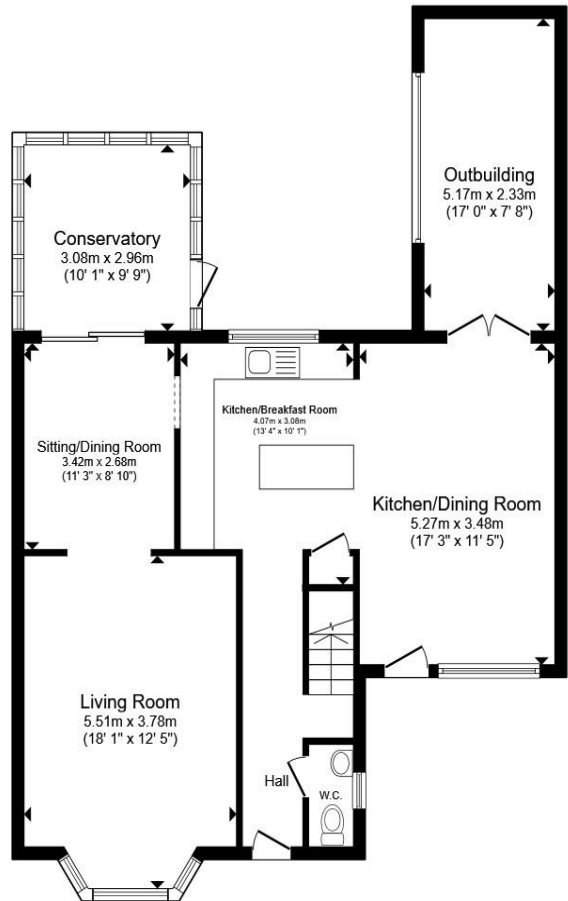 Outbuilding
5.17m x 2.33m
(17' 0" x 7' 8")
Conservatory
3.08m x 2.96m
(10' 1" x 9' 9")
Kitchen/Breakfast Room
4.07m x 3.08m
(13' 4" x 10' 1")
Sitting/Dining Room
3.42m x 2.68m
(11' 3" x 8' 10")
Kitchen/Dining Room
5.27m x 3.48m
(17' 3" x 11' 5")
Living Room
5.51m x 3.78m
(18' 1" x 12' 5")
Hall
W.C.